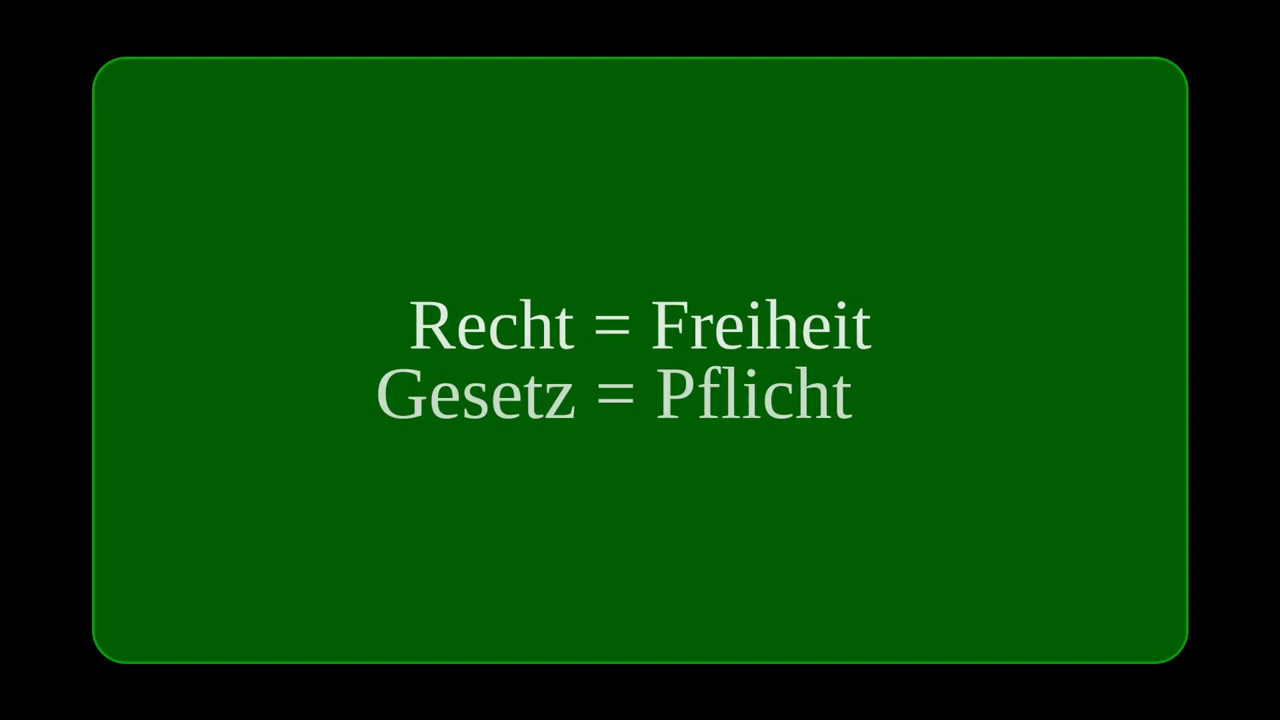 Recht = Freiheit
Gesetz = Pflicht